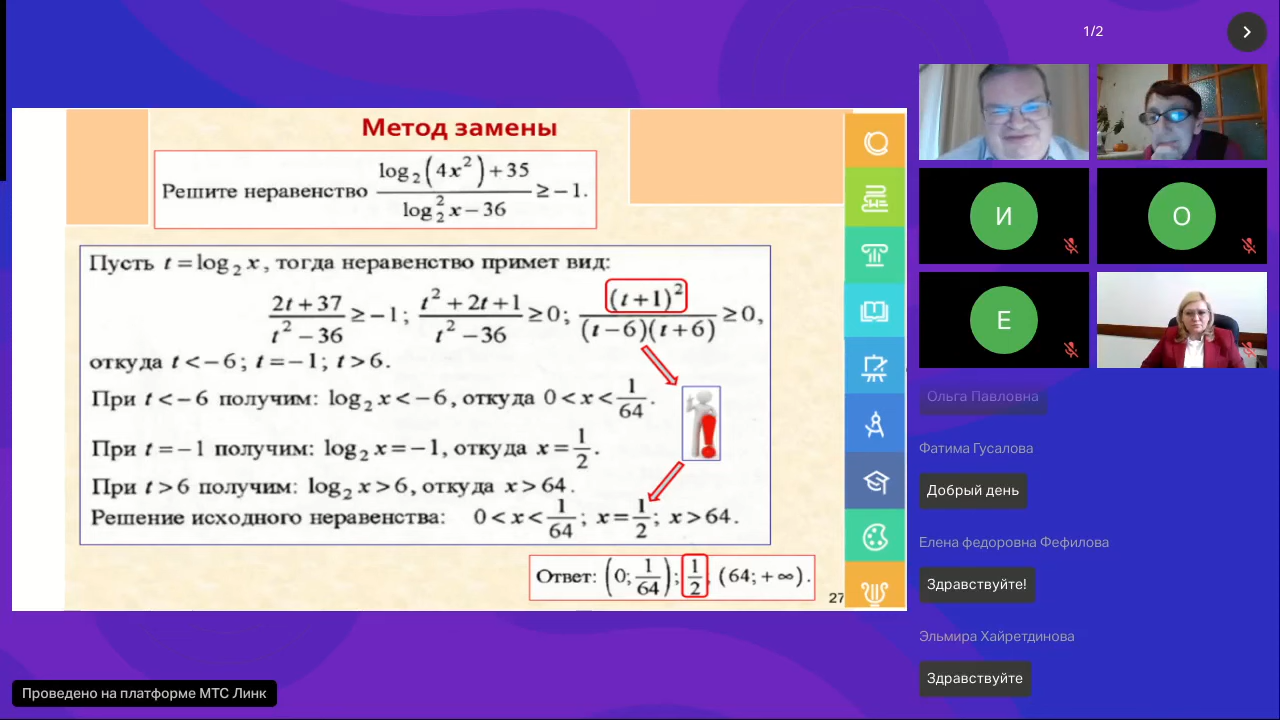 1/2
Метод замены
Решите неравенство (log₂(4x²)+35)/(log₂²x−36) ≥ −1.
Пусть t = log₂ x, тогда неравенство примет вид:
(2t+37)/(t²−36) ≥ −1; (t²+2t+1)/(t²−36) ≥ 0; (t+1)²/((t−6)(t+6)) ≥ 0,
откуда t < −6; t = −1; t > 6.
При t < −6 получим: log₂ x < −6, откуда 0 < x < 1/64.
При t = −1 получим: log₂ x = −1, откуда x = 1/2.
При t > 6 получим: log₂ x > 6, откуда x > 64.
Решение исходного неравенства: 0 < x < 1/64; x = 1/2; x > 64.
Ответ: (0; 1/64); 1/2; (64; +∞).
27
И
О
Е
Ольга Павловна
Фатима Гусалова
Добрый день
Елена федоровна Фефилова
Здравствуйте!
Эльмира Хайретдинова
Здравствуйте
Проведено на платформе МТС Линк